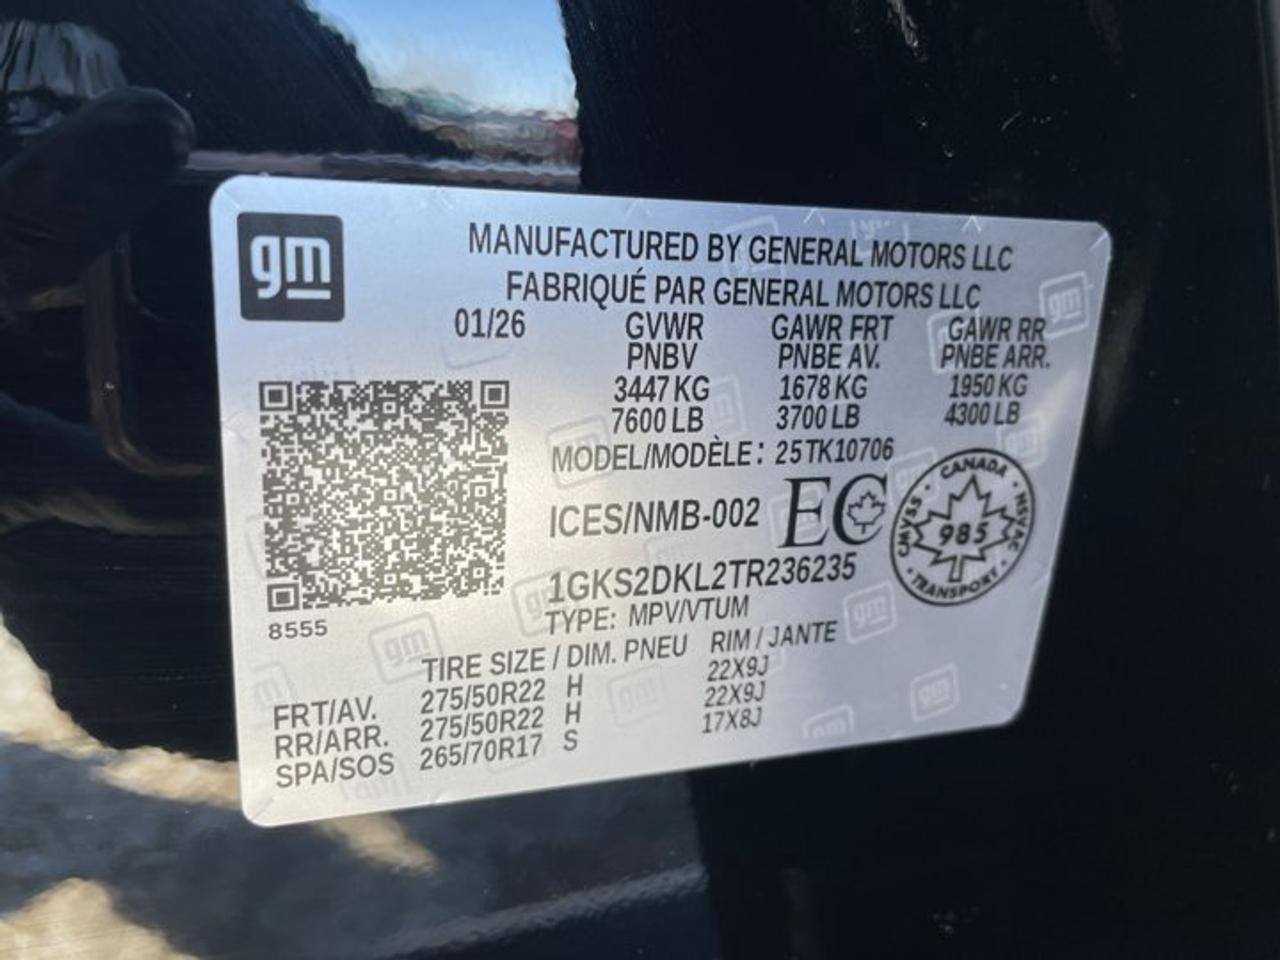 gm
MANUFACTURED BY GENERAL MOTORS LLC
FABRIQUÉ PAR GENERAL MOTORS LLC
01/26 GVWR GAWR FRT GAWR RR
PNBV PNBE AV. PNBE ARR.
3447 KG 1678 KG 1950 KG
7600 LB 3700 LB 4300 LB
MODEL/MODÈLE: 25TK10706
ICES/NMB-002 EC
CANADA
CMVSS 985 NSVAC
TRANSPORT
1GKS2DKL2TR236235
TYPE: MPV/VTUM
8555
TIRE SIZE / DIM. PNEU RIM / JANTE
FRT/AV. 275/50R22 H 22X9J
RR/ARR. 275/50R22 H 22X9J
SPA/SOS 265/70R17 S 17X8J